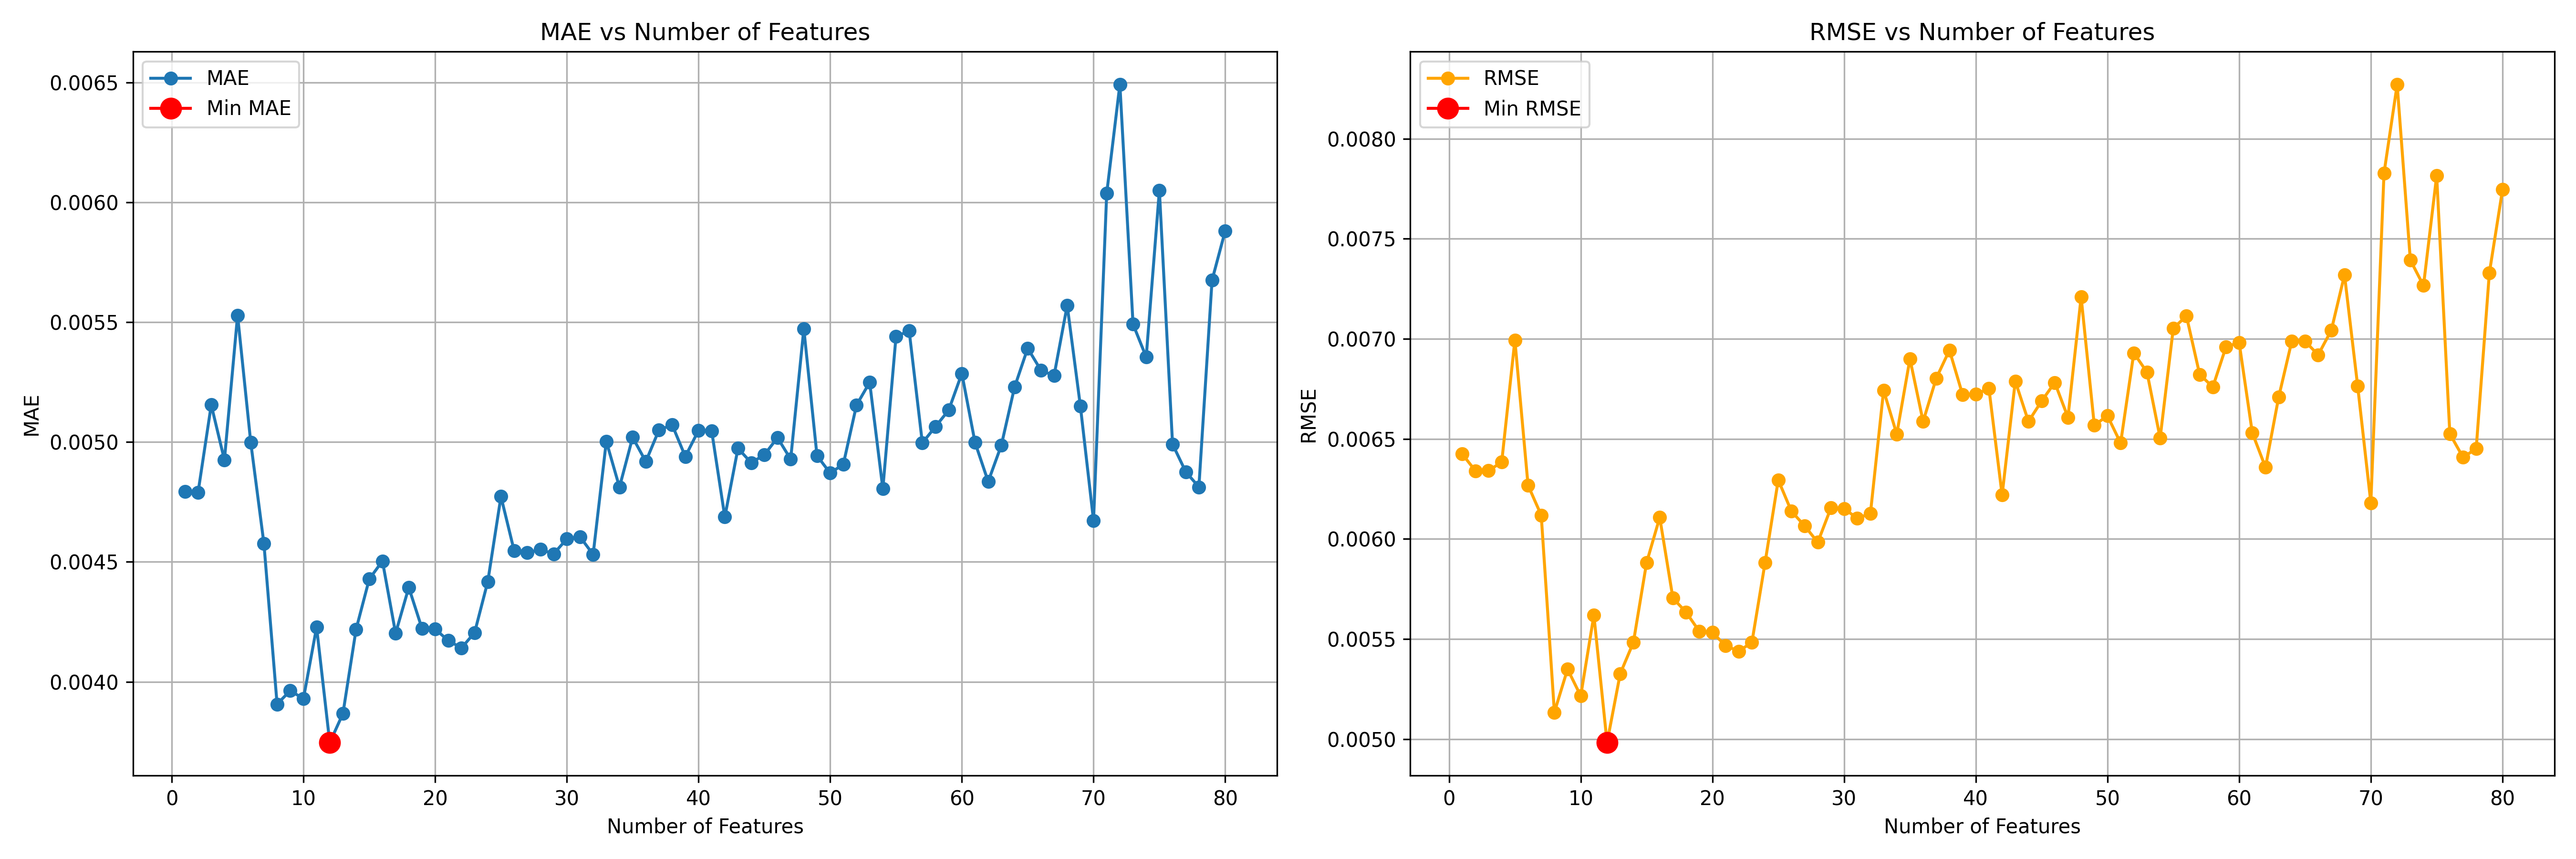 MAE vs Number of Features
MAE
Min MAE
0.0065
0.0060
0.0055
0.0050
0.0045
0.0040
MAE
0 10 20 30 40 50 60 70 80
Number of Features
RMSE vs Number of Features
RMSE
Min RMSE
0.0080
0.0075
0.0070
0.0065
0.0060
0.0055
0.0050
RMSE
0 10 20 30 40 50 60 70 80
Number of Features